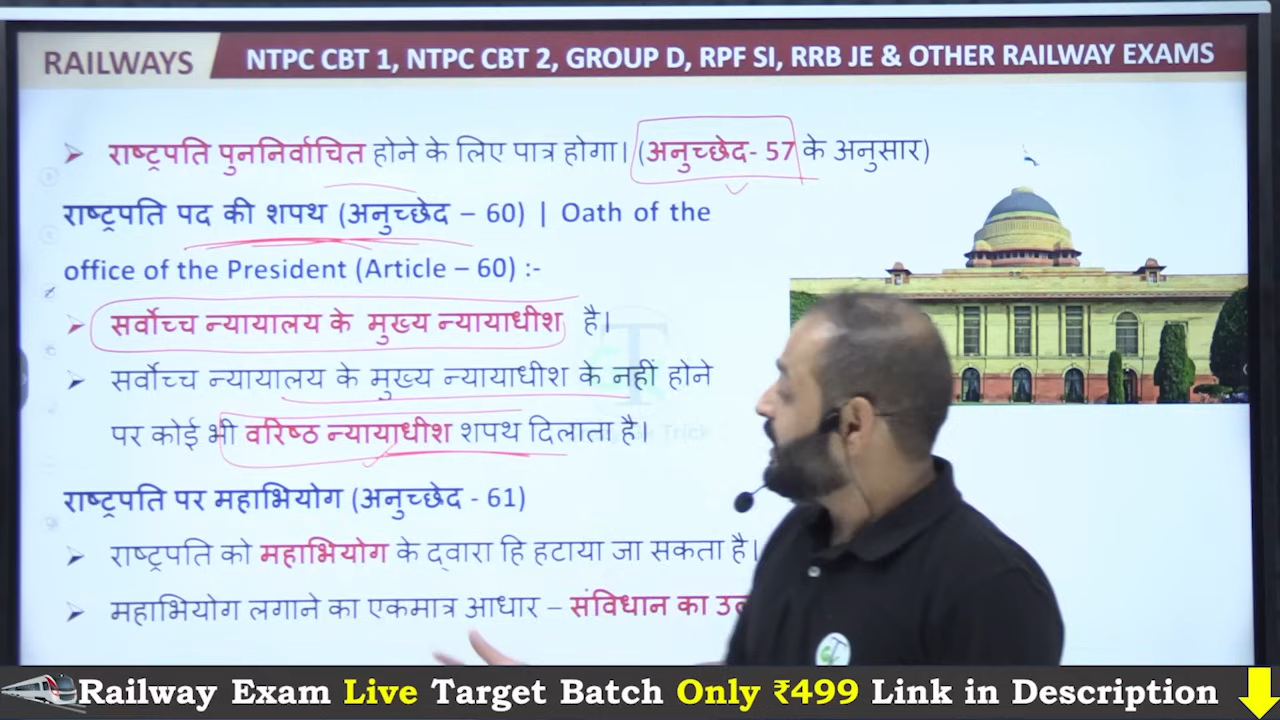 RAILWAYS NTPC CBT 1, NTPC CBT 2, GROUP D, RPF SI, RRB JE & OTHER RAILWAY EXAMS
➤ राष्ट्रपति पुननिर्वाचित होने के लिए पात्र होगा। (अनुच्छेद- 57 के अनुसार)
राष्ट्रपति पद की शपथ (अनुच्छेद – 60) | Oath of the
office of the President (Article – 60) :-
➤ सर्वोच्च न्यायालय के मुख्य न्यायाधीश है।
➤ सर्वोच्च न्यायालय के मुख्य न्यायाधीश के नहीं होने
पर कोई भी वरिष्ठ न्यायाधीश शपथ दिलाता है।
राष्ट्रपति पर महाभियोग (अनुच्छेद - 61)
➤ राष्ट्रपति को महाभियोग के द्वारा हि हटाया जा सकता है।
➤ महाभियोग लगाने का एकमात्र आधार – संविधान का
Railway Exam Live Target Batch Only ₹499 Link in Description